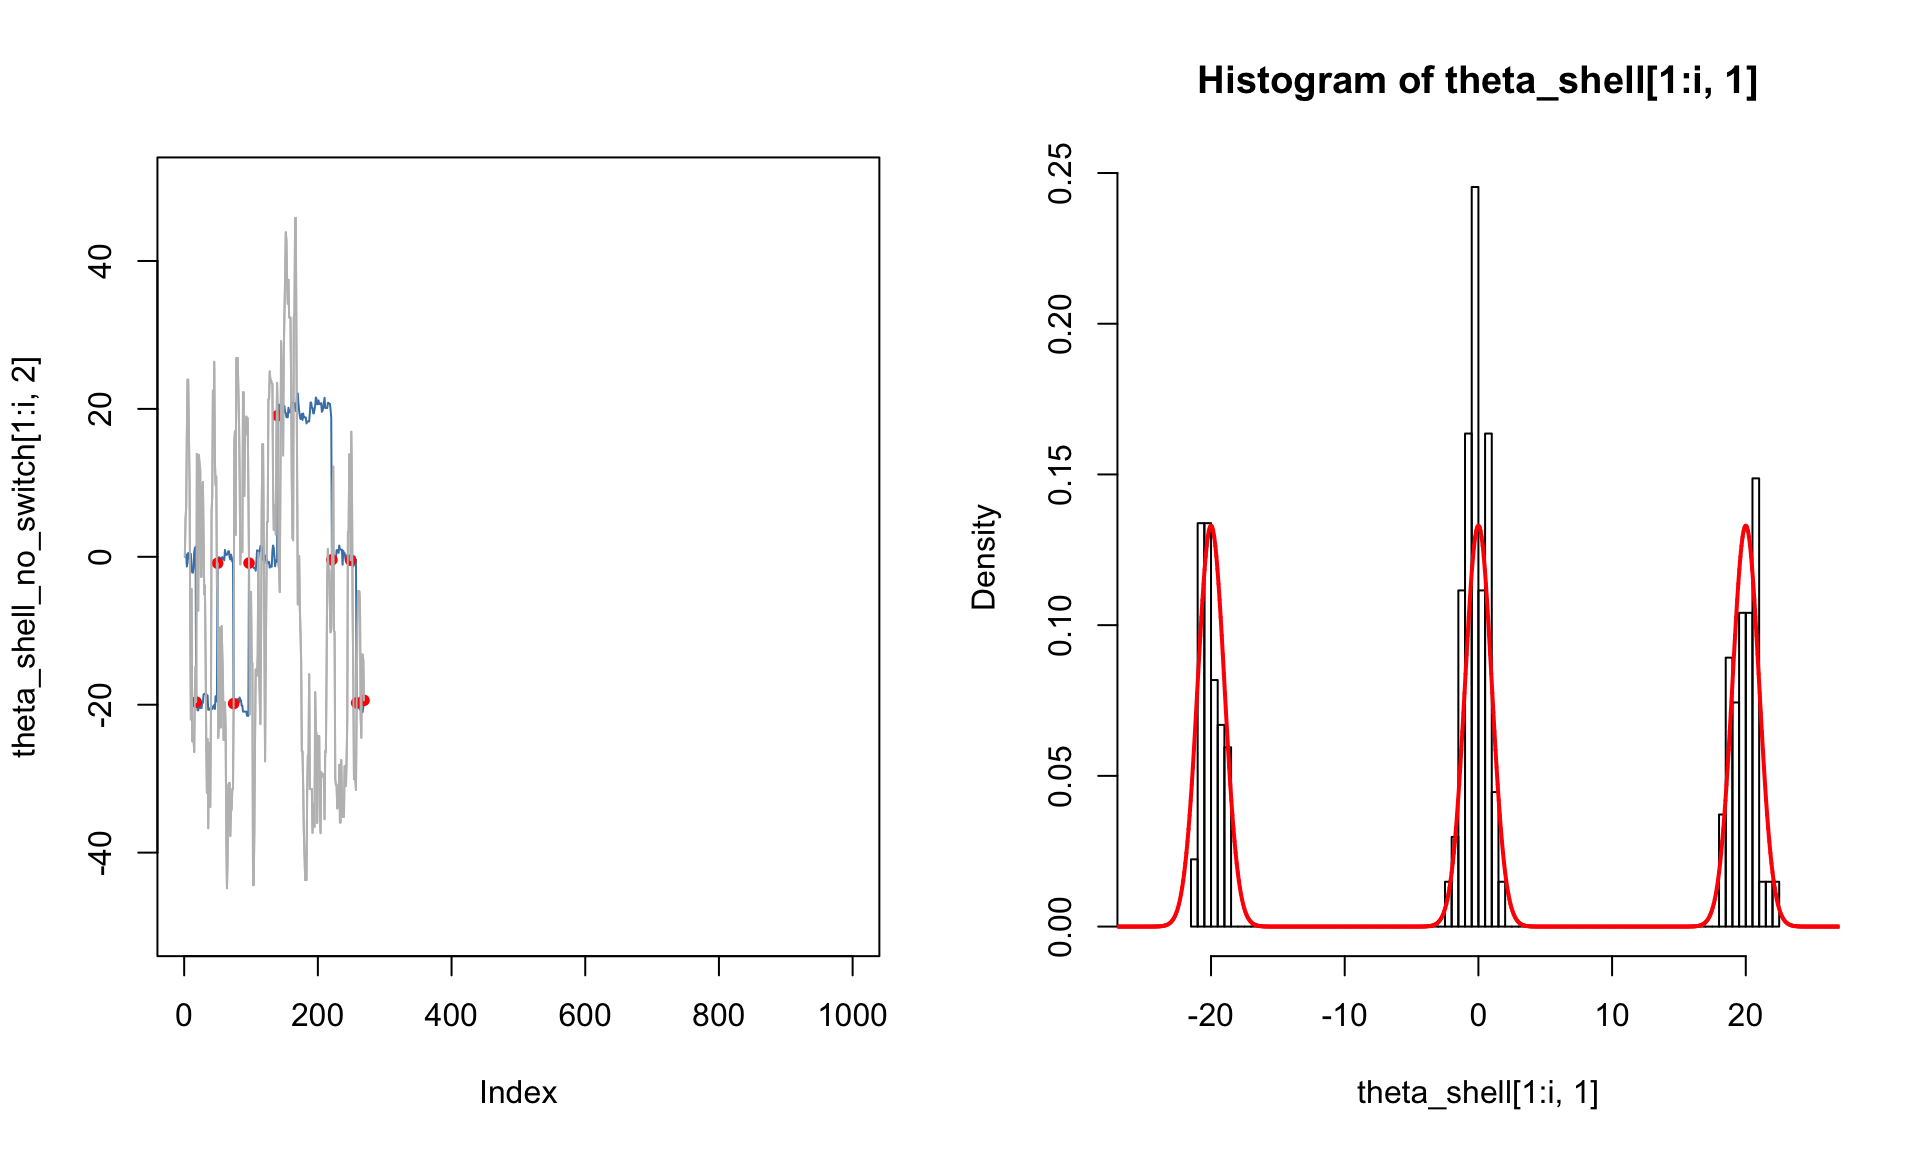 theta_shell_no_switch[1:i, 2]
40
20
0
-20
-40
0 200 400 600 800 1000
Index
Histogram of theta_shell[1:i, 1]
Density
0.25
0.20
0.15
0.10
0.05
0.00
-20 -10 0 10 20
theta_shell[1:i, 1]